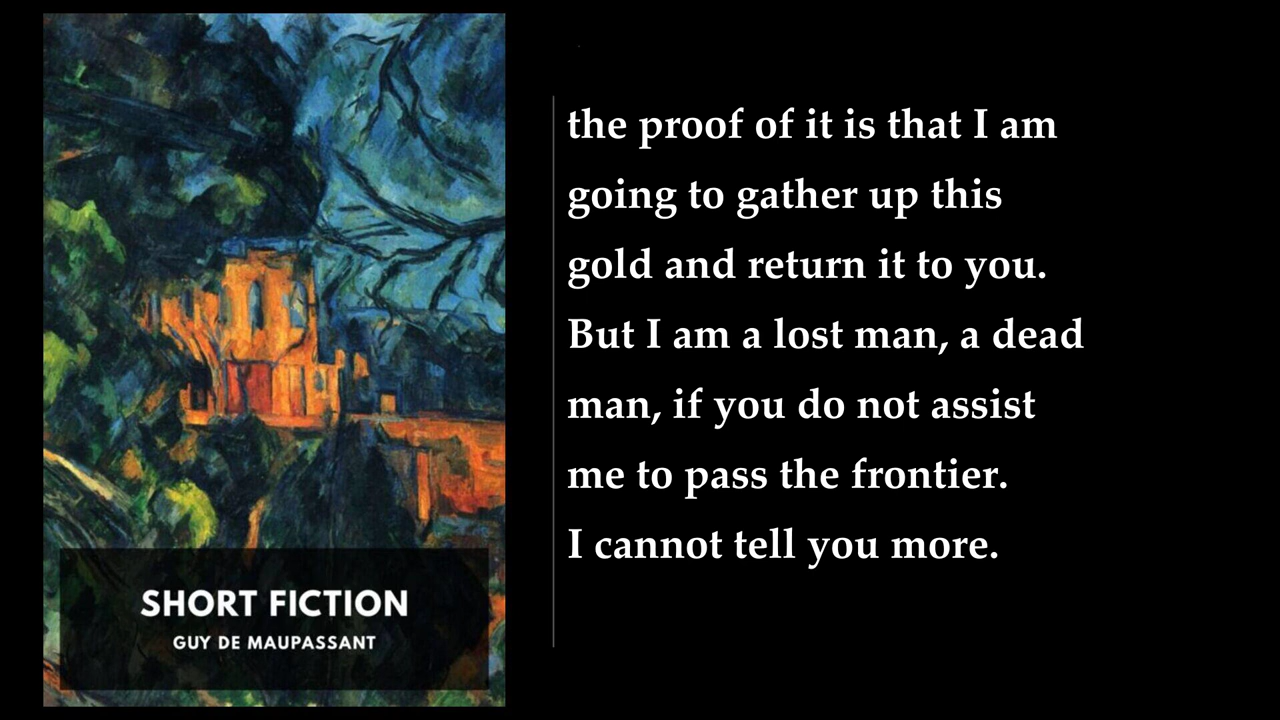 the proof of it is that I am
going to gather up this
gold and return it to you.
But I am a lost man, a dead
man, if you do not assist
me to pass the frontier.
I cannot tell you more.
SHORT FICTION
GUY DE MAUPASSANT